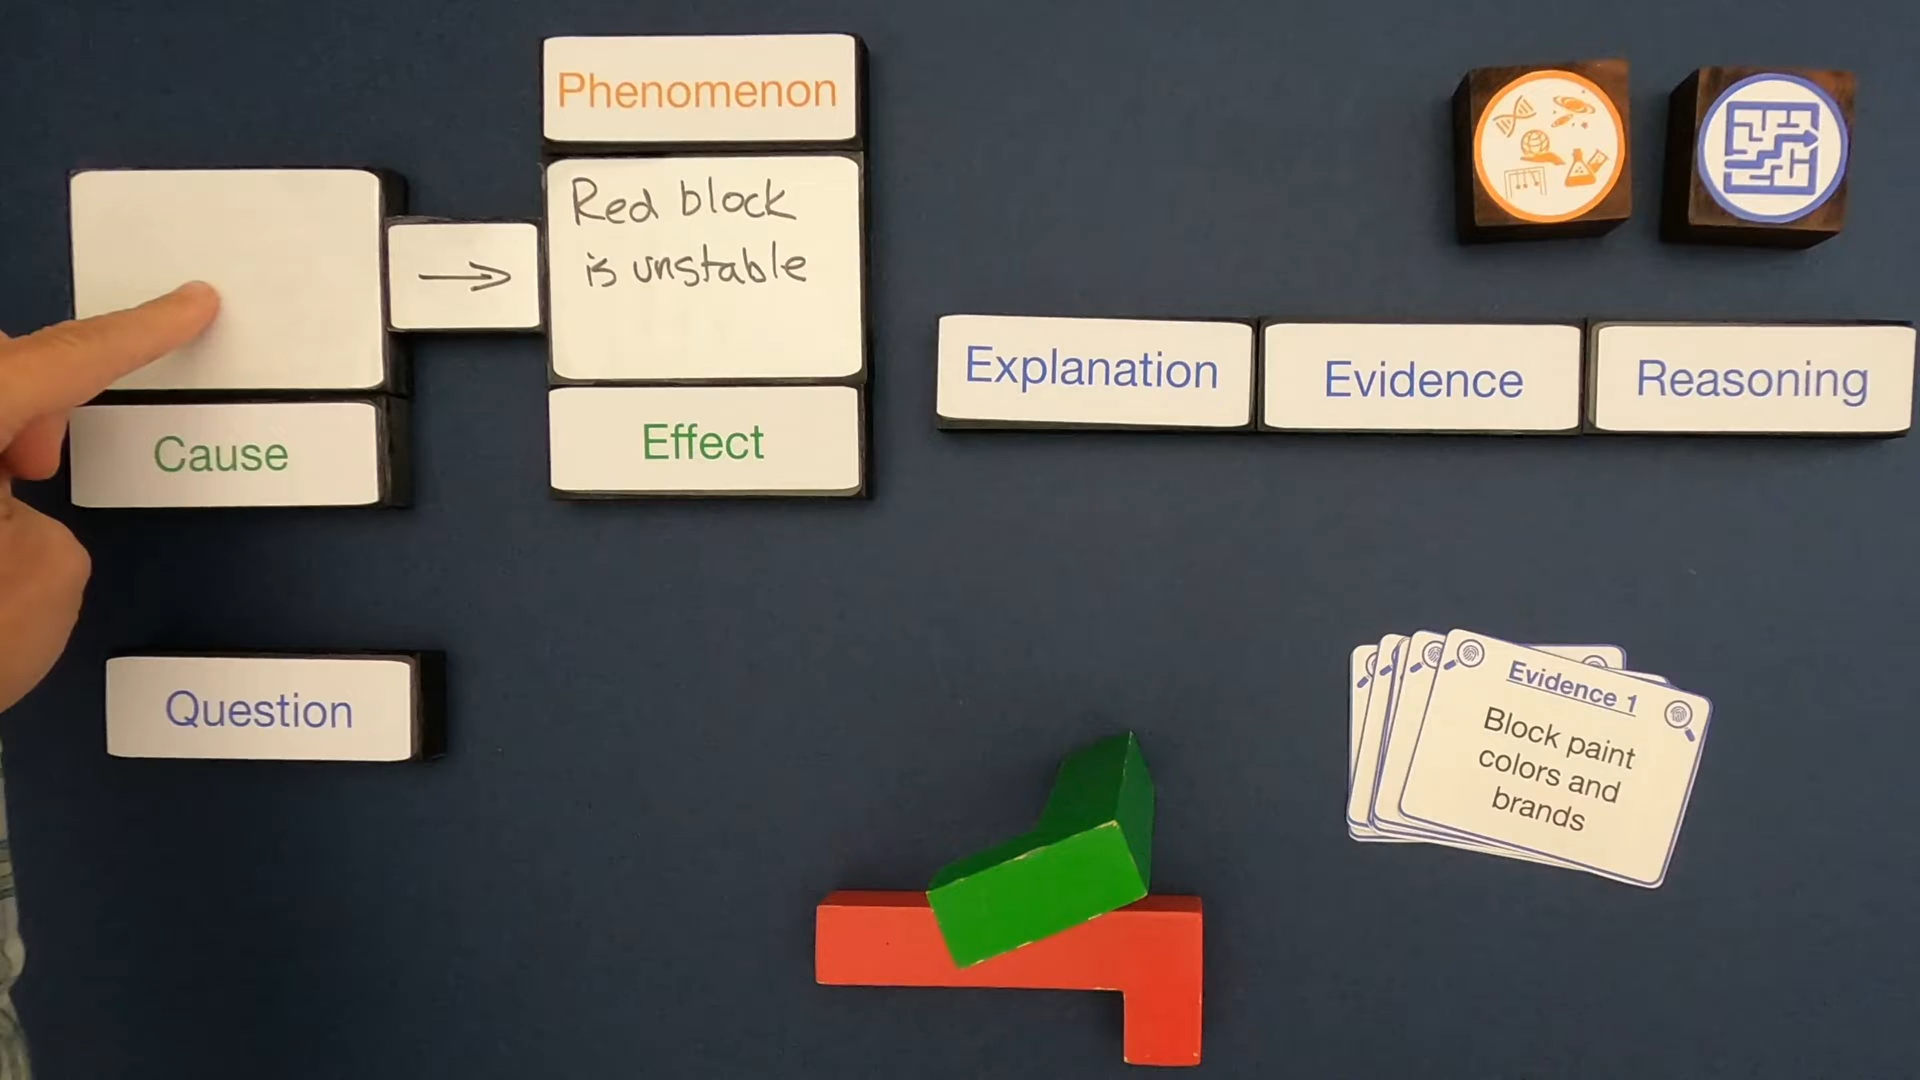 Phenomenon
Red block
is unstable
→
Cause
Effect
Explanation
Evidence
Reasoning
Question
Evidence 1
Block paint
colors and
brands